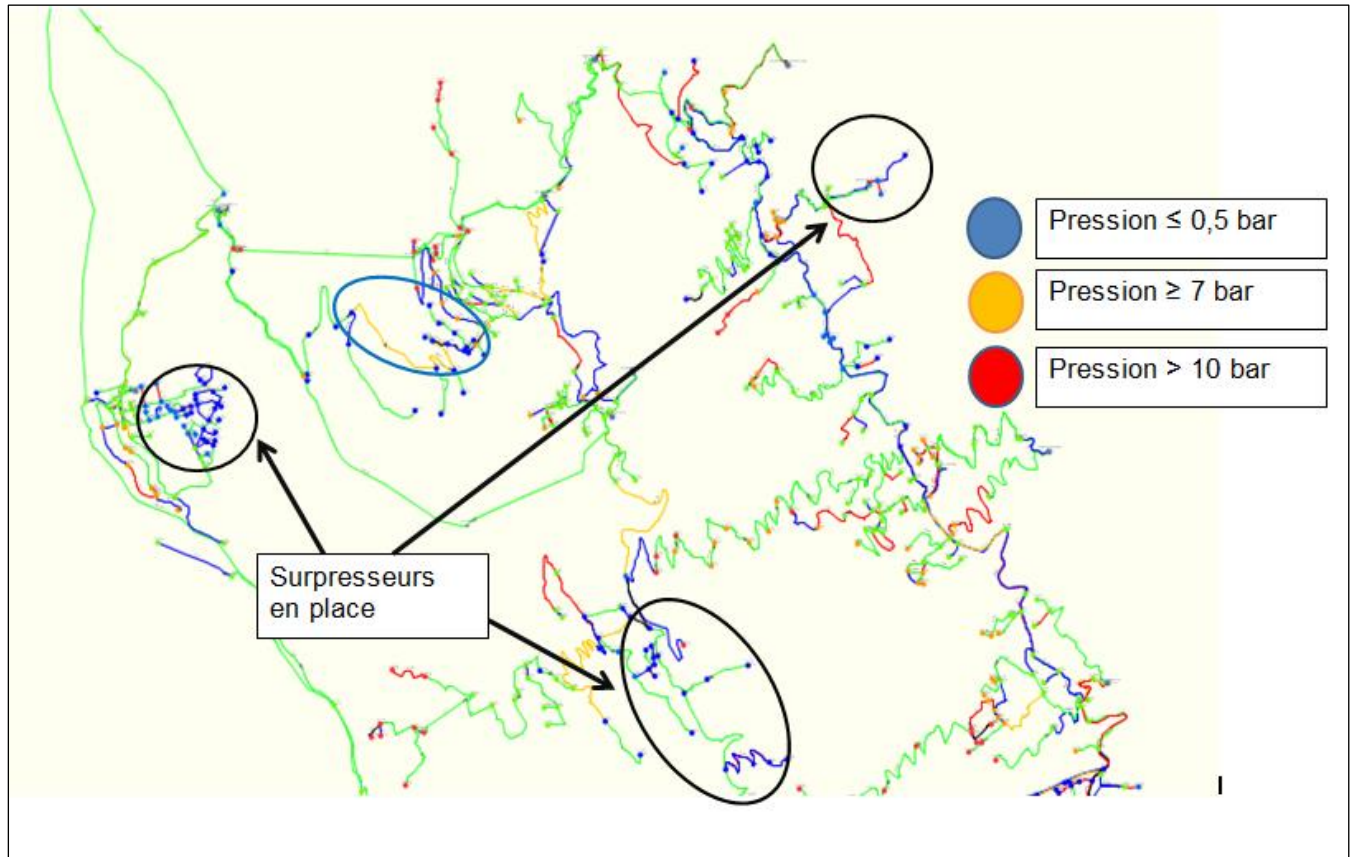 Pression ≤ 0,5 bar
Pression ≥ 7 bar
Pression > 10 bar
Surpresseurs
en place